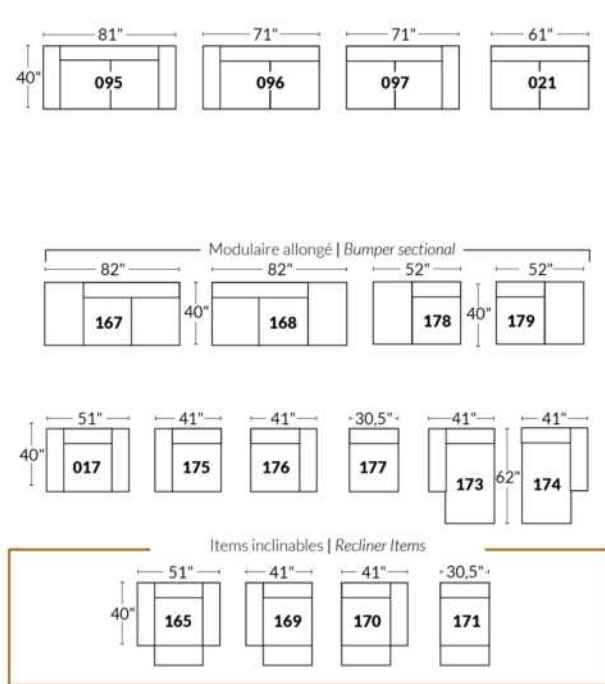 81" 71" 71" 61"
40" 095 096 097 021
Modulaire allongé | Bumper sectional
82" 82" 52" 52"
167 40" 168 178 40" 179
51" 41" 41" 30,5" 41" 41"
40" 017 175 176 177 173 62" 174
Items inclinables | Recliner Items
51" 41" 41" 30,5"
40" 165 169 170 171